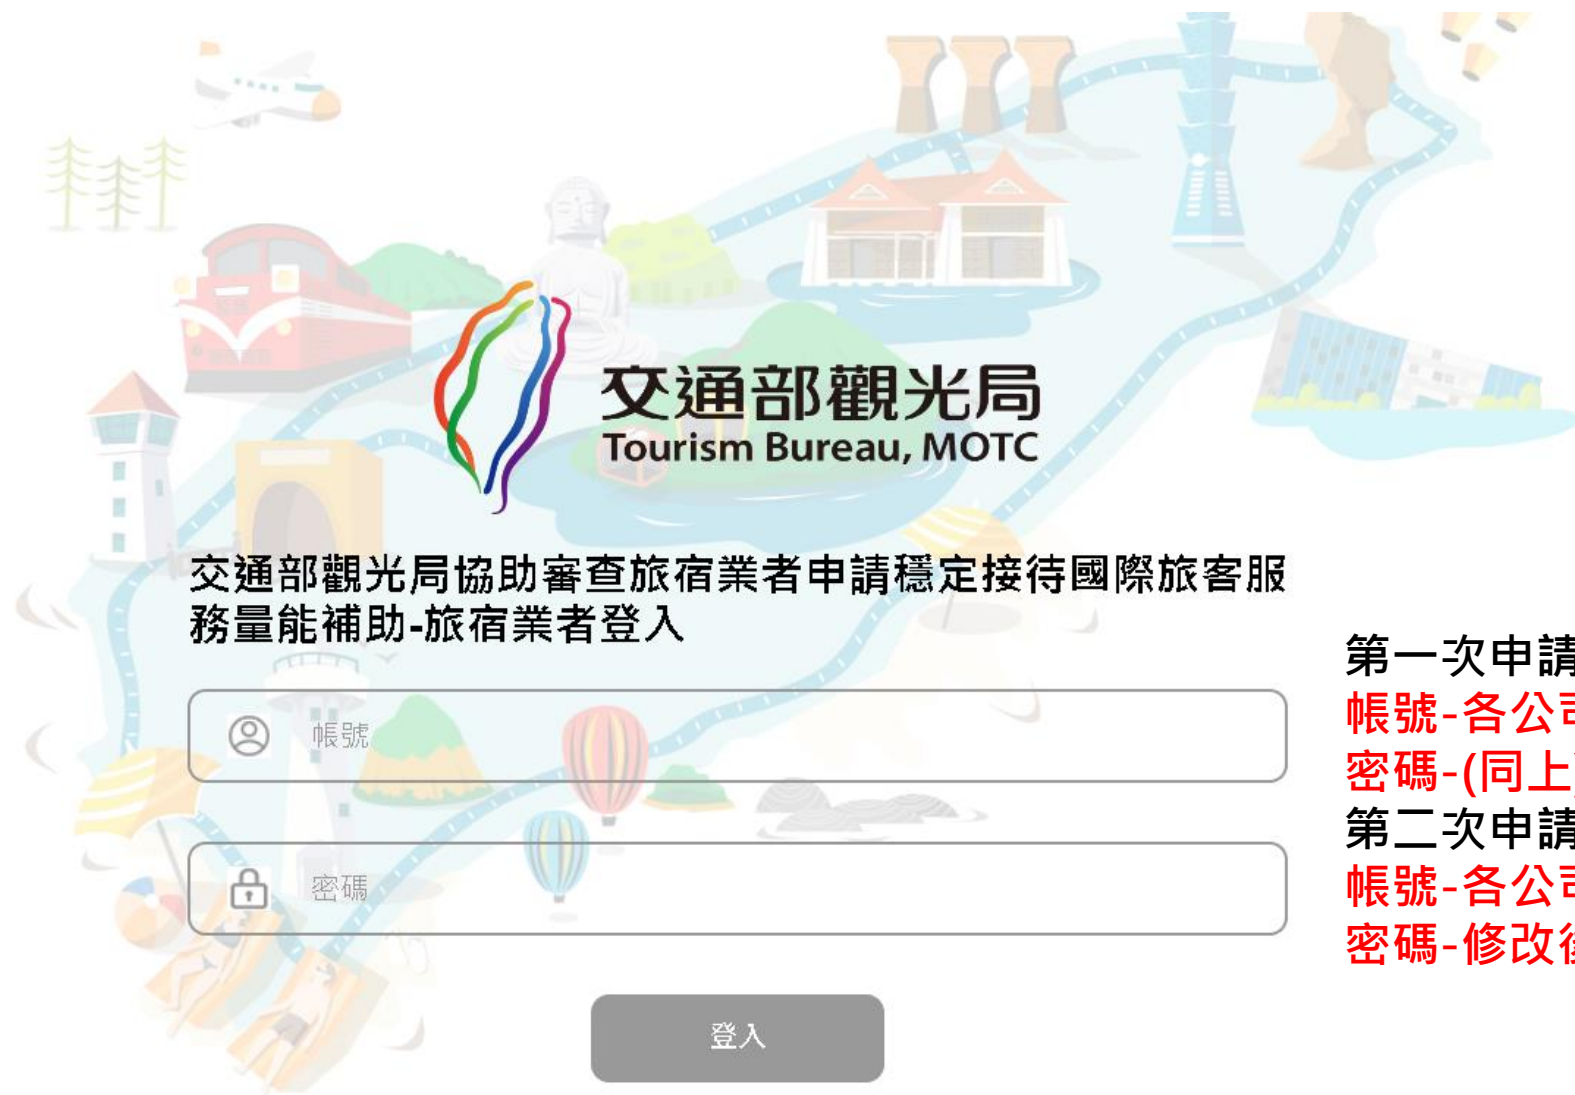 交通部觀光局
Tourism Bureau, MOTC
交通部觀光局協助審查旅宿業者申請穩定接待國際旅客服
務量能補助-旅宿業者登入
帳號
密碼
登入
第一次申請
帳號-各公司
密碼-(同上)
第二次申請
帳號-各公司
密碼-修改後